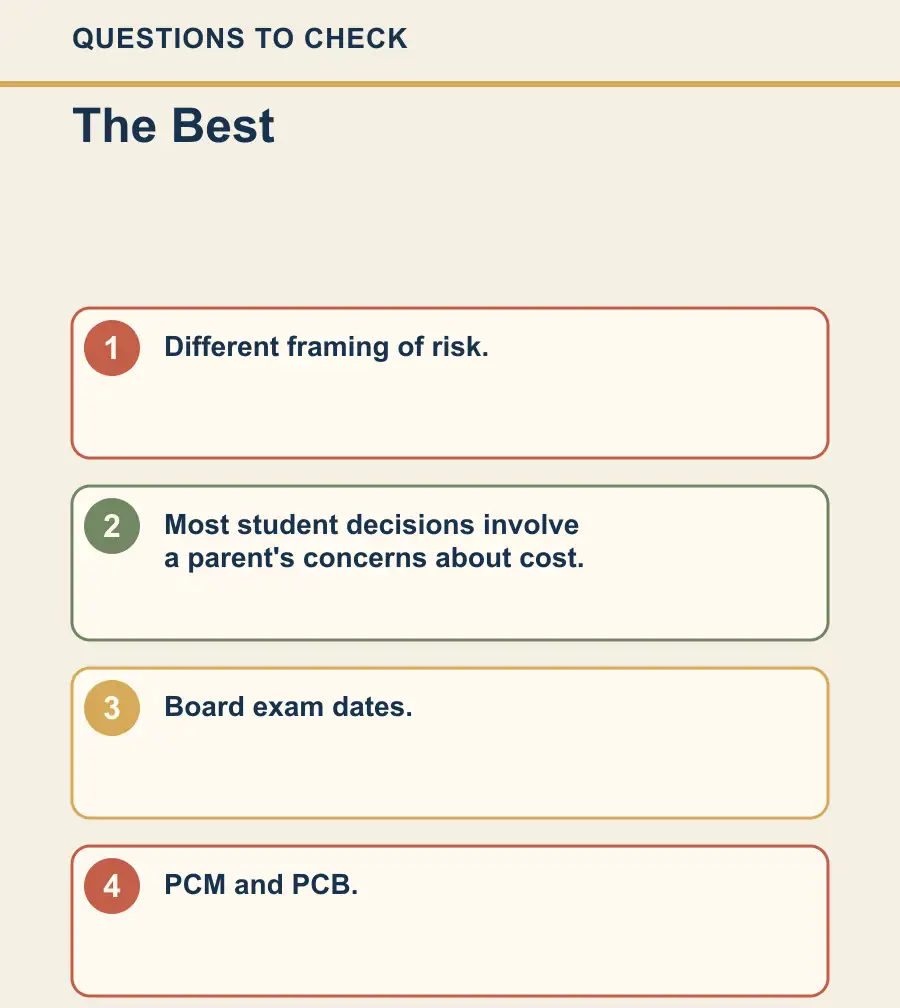 QUESTIONS TO CHECK
The Best
1
Different framing of risk.
2
Most student decisions involve
a parent's concerns about cost.
3
Board exam dates.
4
PCM and PCB.